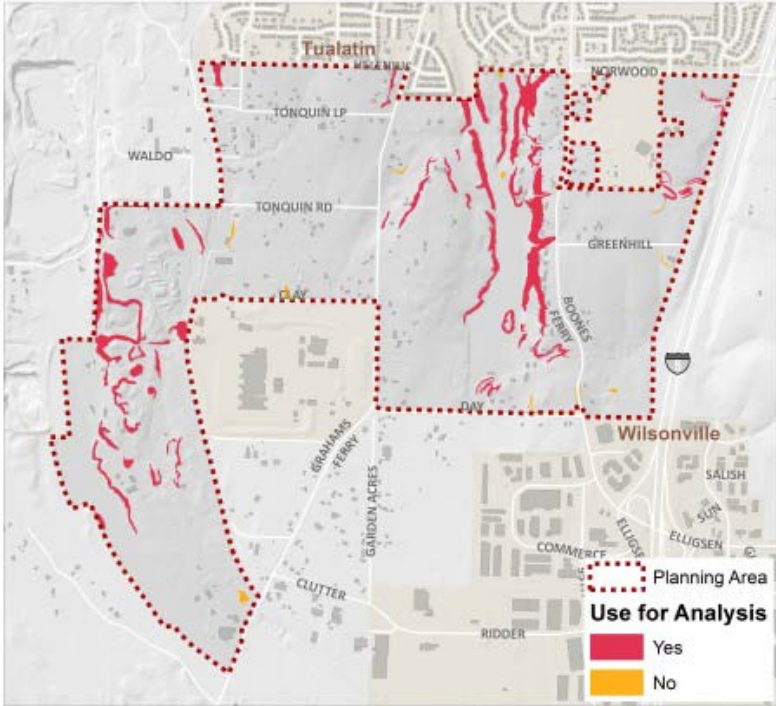 Tualatin
NORWOOD
TONQUIN LP
WALDO
TONQUIN RD
GREENHILL
BOONES
FERRY
DAY
Wilsonville
GRAHAMS
FERRY
GARDEN ACRES
SALISH
SUN
ELLIGSEN
COMMERCE
CLUTTER
RIDDER
Planning Area
Use for Analysis
Yes
No